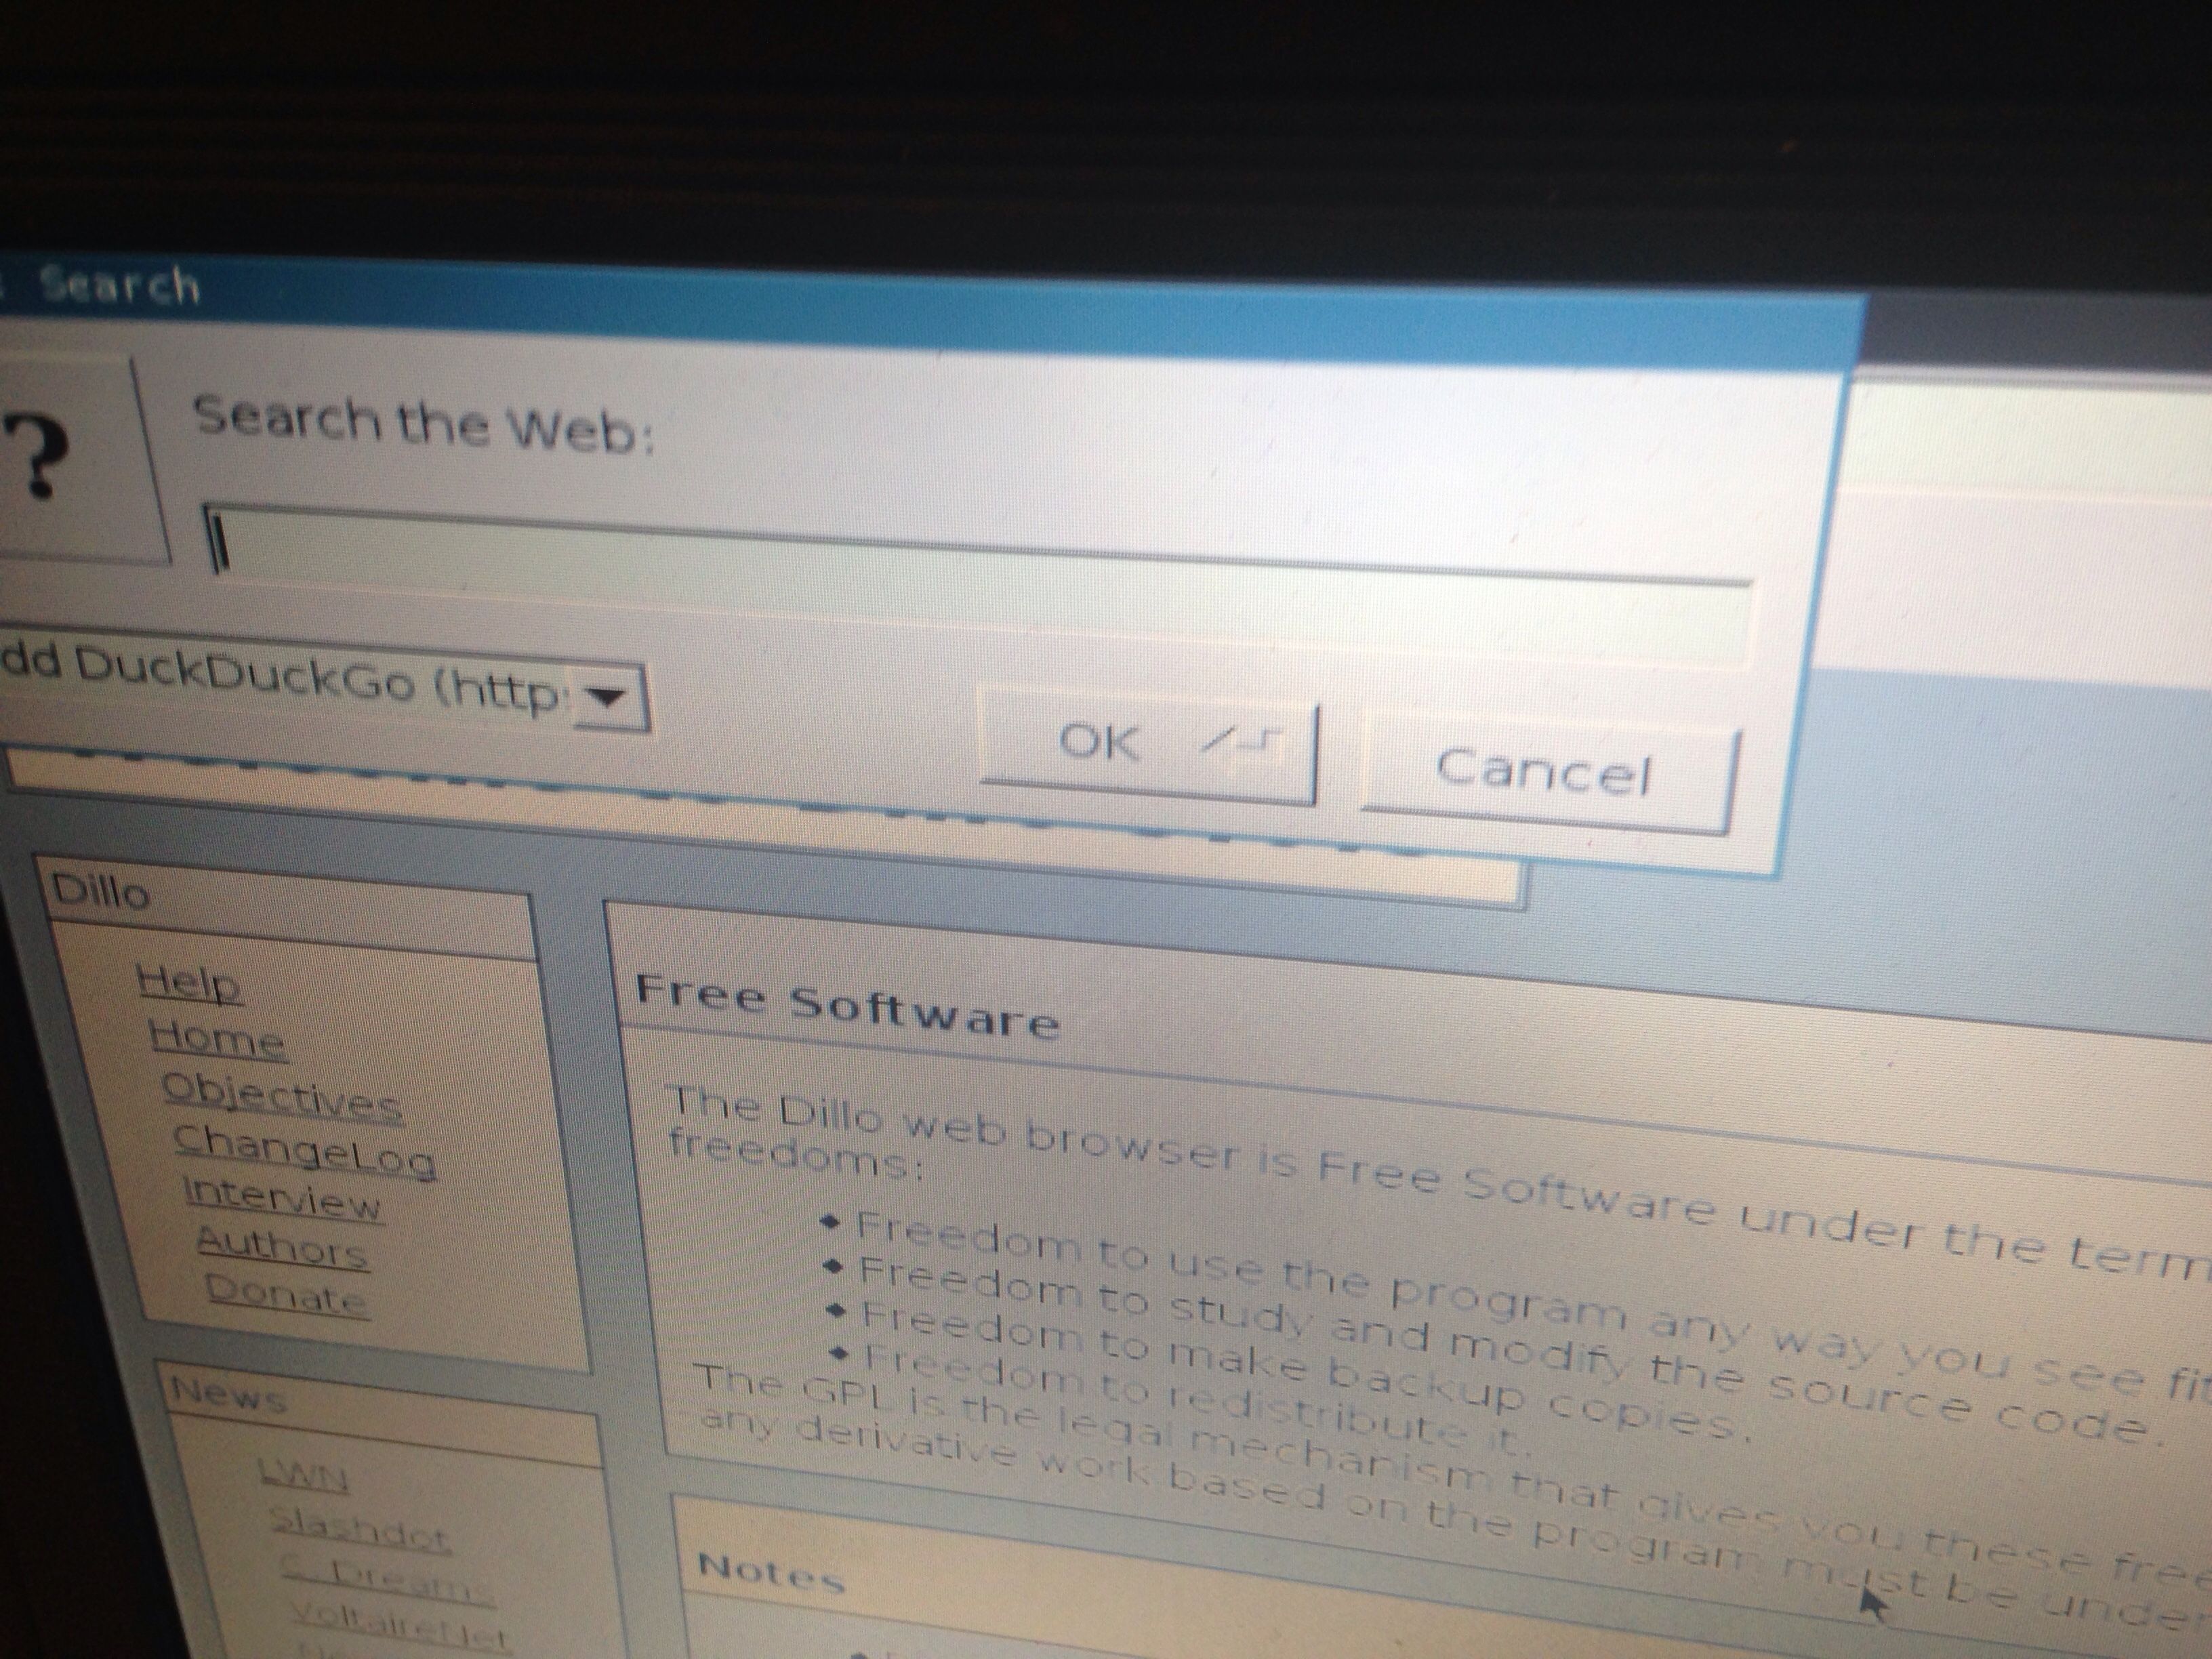 Search
?
Search the Web:
dd DuckDuckGo (http:
OK
Cancel
Dillo
Help
Home
Objectives
ChangeLog
Interview
Authors
Donate
News
LWN
Slashdot
C. Dreams
VoltaireNet
Free Software
The Dillo web browser is Free Software under the term
freedoms:
Freedom to use the program any way you see fit
Freedom to study and modify the source code.
Freedom to make backup copies.
Freedom to redistribute it.
The GPL is the legal mechanism that gives you these free
any derivative work based on the program must be under
Notes